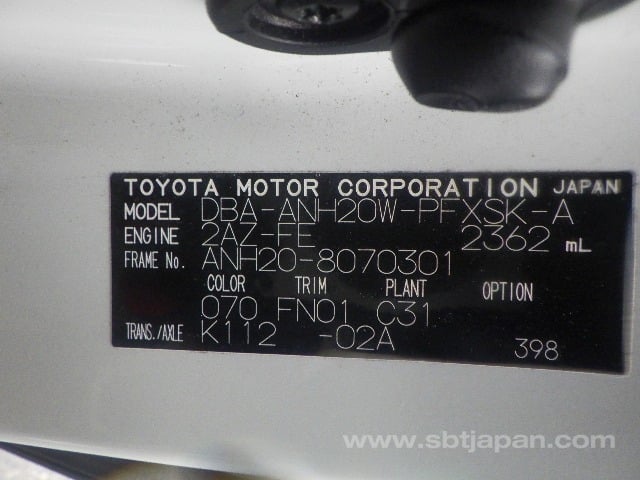 TOYOTA MOTOR CORPORATION JAPAN
MODEL DBA-ANH20W-PFXSK-A
ENGINE 2AZ-FE 2362 mL
FRAME No. ANH20-8070301
COLOR TRIM PLANT OPTION
070 FN01 C31
TRANS./AXLE K112 -02A 398
www.sbtjapan.com